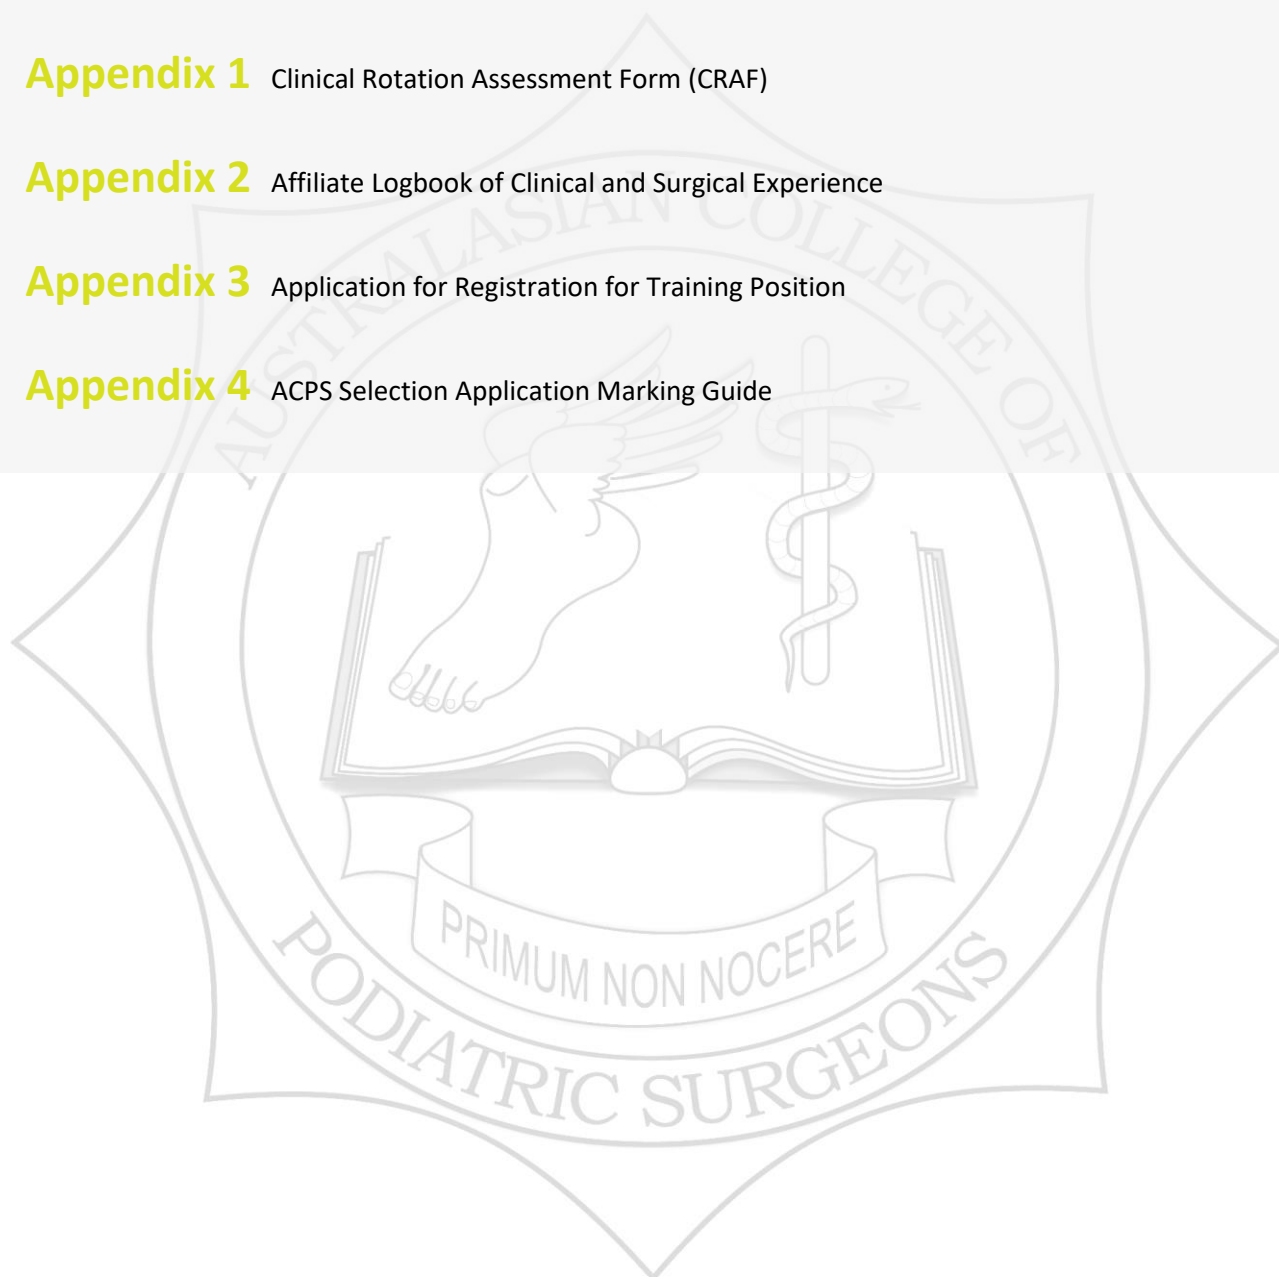 Appendix 1 Clinical Rotation Assessment Form (CRAF)
Appendix 2 Affiliate Logbook of Clinical and Surgical Experience
Appendix 3 Application for Registration for Training Position
Appendix 4 ACPS Selection Application Marking Guide
AUSTRALASIAN COLLEGE OF
PRIMUM NON NOCERE
PODIATRIC SURGEONS